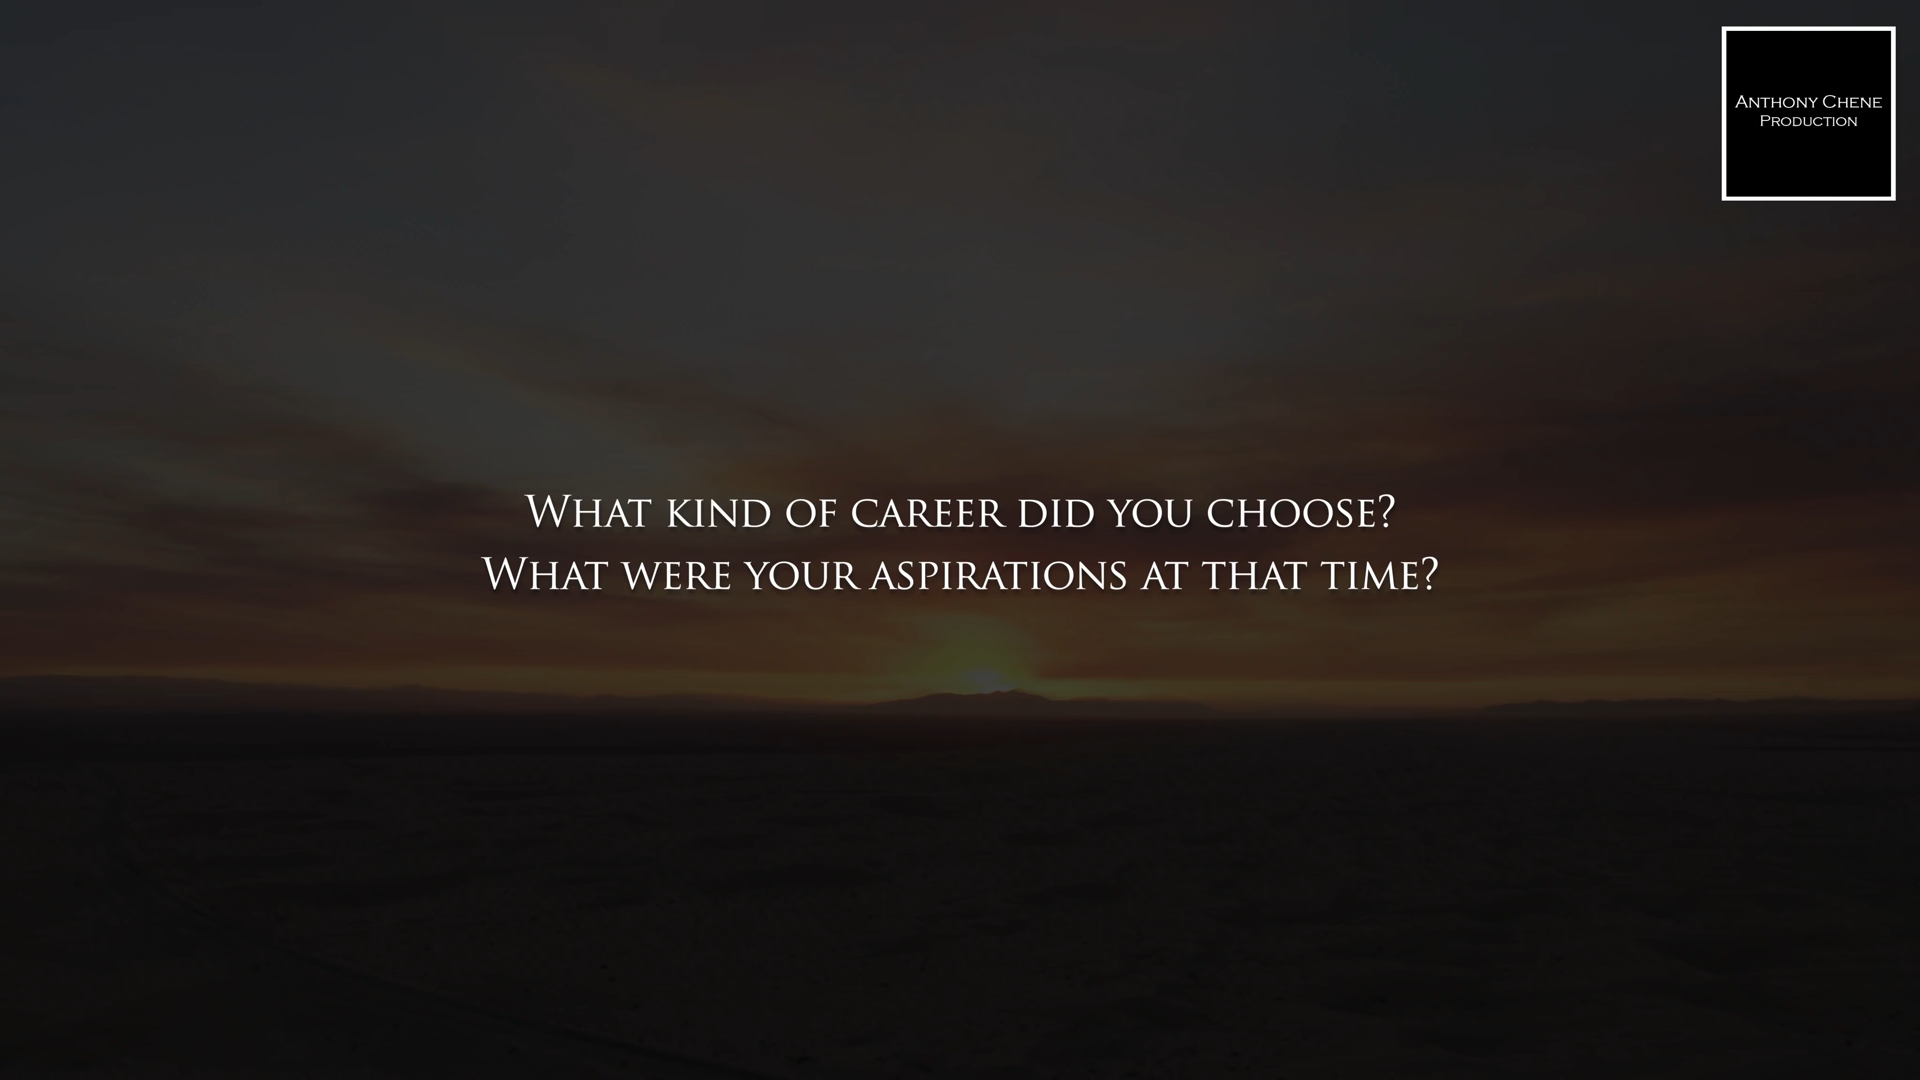 Anthony Chene
Production
What kind of career did you choose?
What were your aspirations at that time?